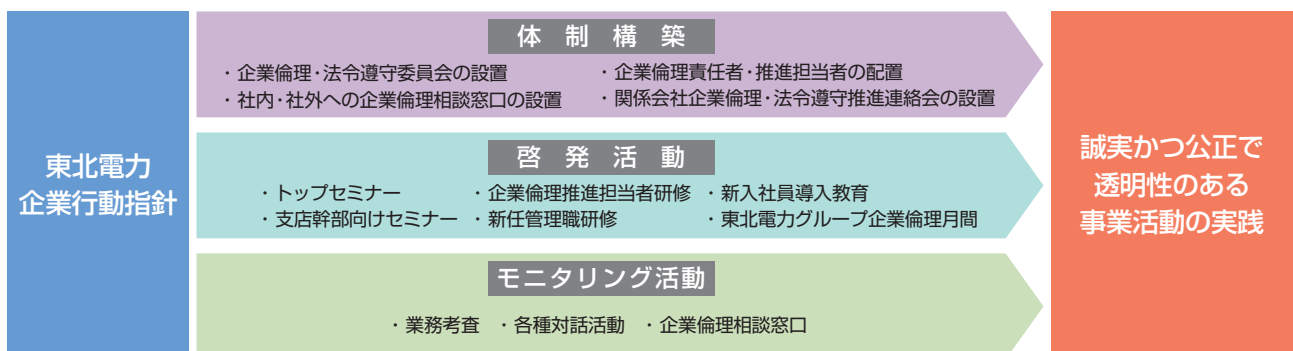 東北電力
企業行動指針
体制構築
・企業倫理・法令遵守委員会の設置 ・企業倫理責任者・推進担当者の配置
・社内・社外への企業倫理相談窓口の設置 ・関係会社企業倫理・法令遵守推進連絡会の設置
啓発活動
・トップセミナー ・企業倫理推進担当者研修 ・新入社員導入教育
・支店幹部向けセミナー ・新任管理職研修 ・東北電力グループ企業倫理月間
モニタリング活動
・業務考査 ・各種対話活動 ・企業倫理相談窓口
誠実かつ公正で
透明性のある
事業活動の実践